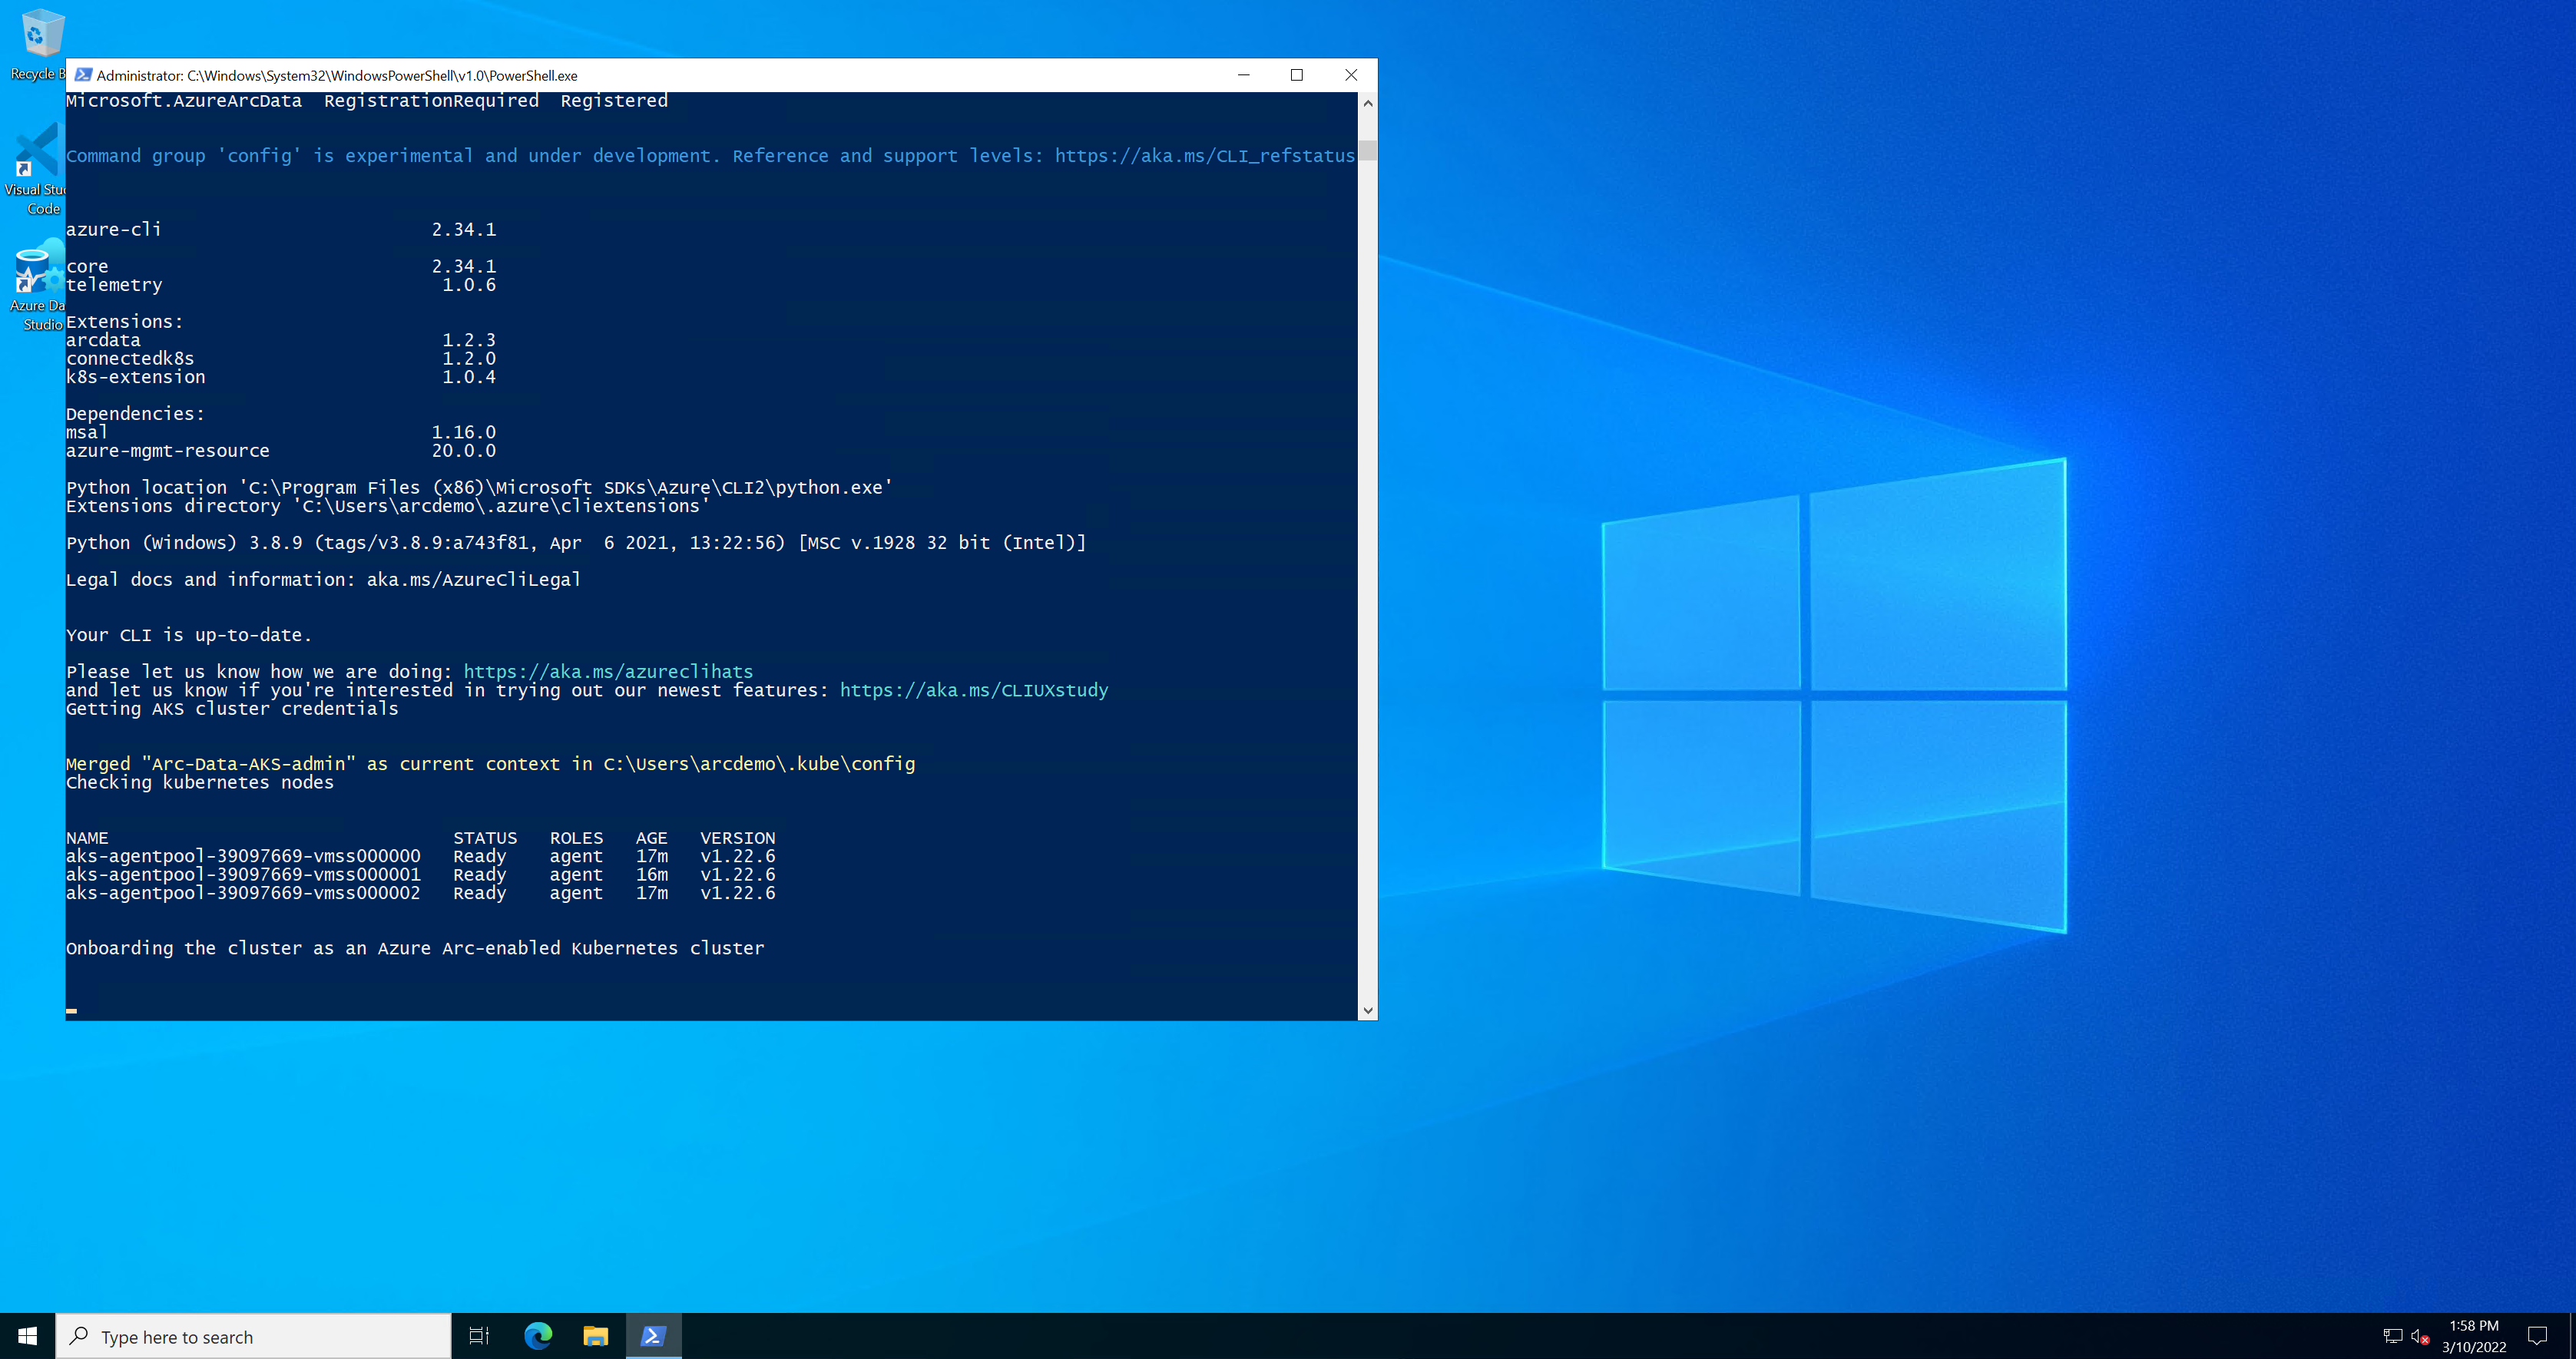 Recycle B
Visual Stu
Code
Azure Da
Studio
Administrator: C:\Windows\System32\WindowsPowerShell\v1.0\PowerShell.exe
Microsoft.AzureArcData  RegistrationRequired  Registered
Command group 'config' is experimental and under development. Reference and support levels: https://aka.ms/CLI_refstatus
azure-cli                         2.34.1
core                              2.34.1
telemetry                          1.0.6
Extensions:
arcdata                            1.2.3
connectedk8s                       1.2.0
k8s-extension                      1.0.4
Dependencies:
msal                              1.16.0
azure-mgmt-resource               20.0.0
Python location 'C:\Program Files (x86)\Microsoft SDKs\Azure\CLI2\python.exe'
Extensions directory 'C:\Users\arcdemo\.azure\cliextensions'
Python (Windows) 3.8.9 (tags/v3.8.9:a743f81, Apr  6 2021, 13:22:56) [MSC v.1928 32 bit (Intel)]
Legal docs and information: aka.ms/AzureCliLegal
Your CLI is up-to-date.
Please let us know how we are doing: https://aka.ms/azureclihats
and let us know if you're interested in trying out our newest features: https://aka.ms/CLIUXstudy
Getting AKS cluster credentials
Merged "Arc-Data-AKS-admin" as current context in C:\Users\arcdemo\.kube\config
Checking kubernetes nodes
NAME                                STATUS   ROLES   AGE   VERSION
aks-agentpool-39097669-vmss000000   Ready    agent   17m   v1.22.6
aks-agentpool-39097669-vmss000001   Ready    agent   16m   v1.22.6
aks-agentpool-39097669-vmss000002   Ready    agent   17m   v1.22.6
Onboarding the cluster as an Azure Arc-enabled Kubernetes cluster
Type here to search
1:58 PM
3/10/2022